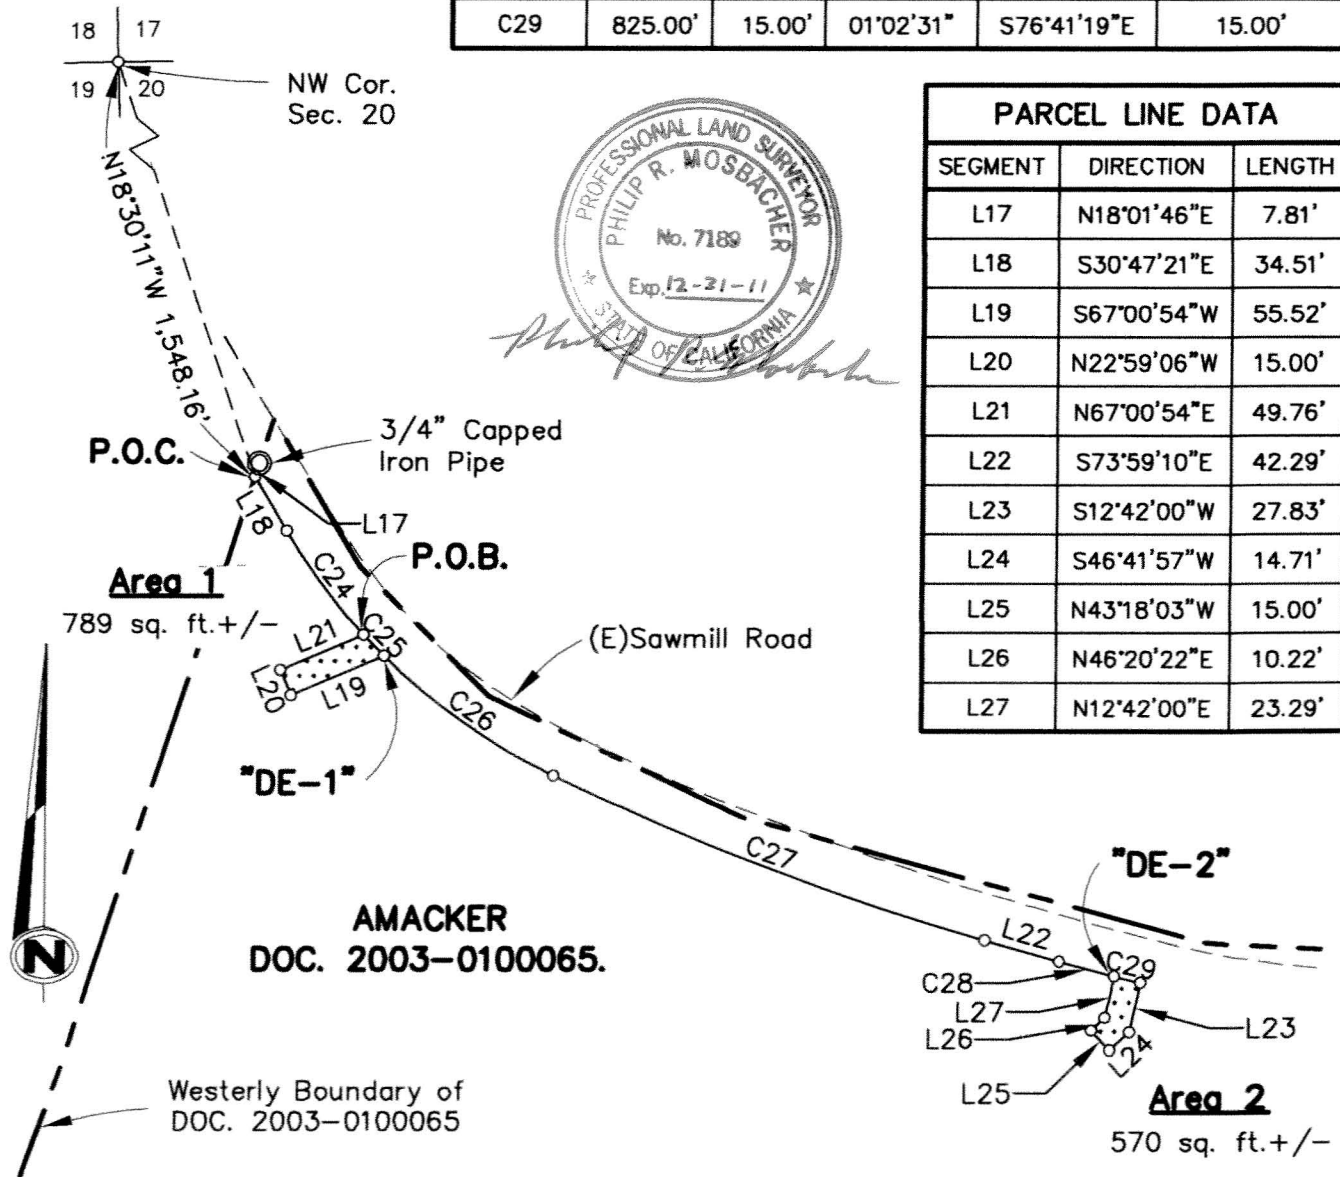 C29 825.00' 15.00' 01°02'31" S76°41'19"E 15.00'
18 17
19 20
NW Cor.
Sec. 20
N18°30'11"W 1,548.16'
PROFESSIONAL LAND SURVEYOR
PHILIP R. MOSBACHER
No. 7189
Exp. 12-31-11
STATE OF CALIFORNIA
PARCEL LINE DATA
SEGMENT DIRECTION LENGTH
L17 N18°01'46"E 7.81'
L18 S30°47'21"E 34.51'
L19 S67°00'54"W 55.52'
L20 N22°59'06"W 15.00'
L21 N67°00'54"E 49.76'
L22 S73°59'10"E 42.29'
L23 S12°42'00"W 27.83'
L24 S46°41'57"W 14.71'
L25 N43°18'03"W 15.00'
L26 N46°20'22"E 10.22'
L27 N12°42'00"E 23.29'
3/4" Capped
Iron Pipe
P.O.C.
L18
L17
C24
P.O.B.
Area 1
789 sq. ft.+/-
L21
C25
L20
L19
C26
(E)Sawmill Road
"DE-1"
C27
"DE-2"
AMACKER
DOC. 2003-0100065.
N
L22
C28
C29
L27
L26
L23
L24
L25
Area 2
570 sq. ft.+/-
Westerly Boundary of
DOC. 2003-0100065